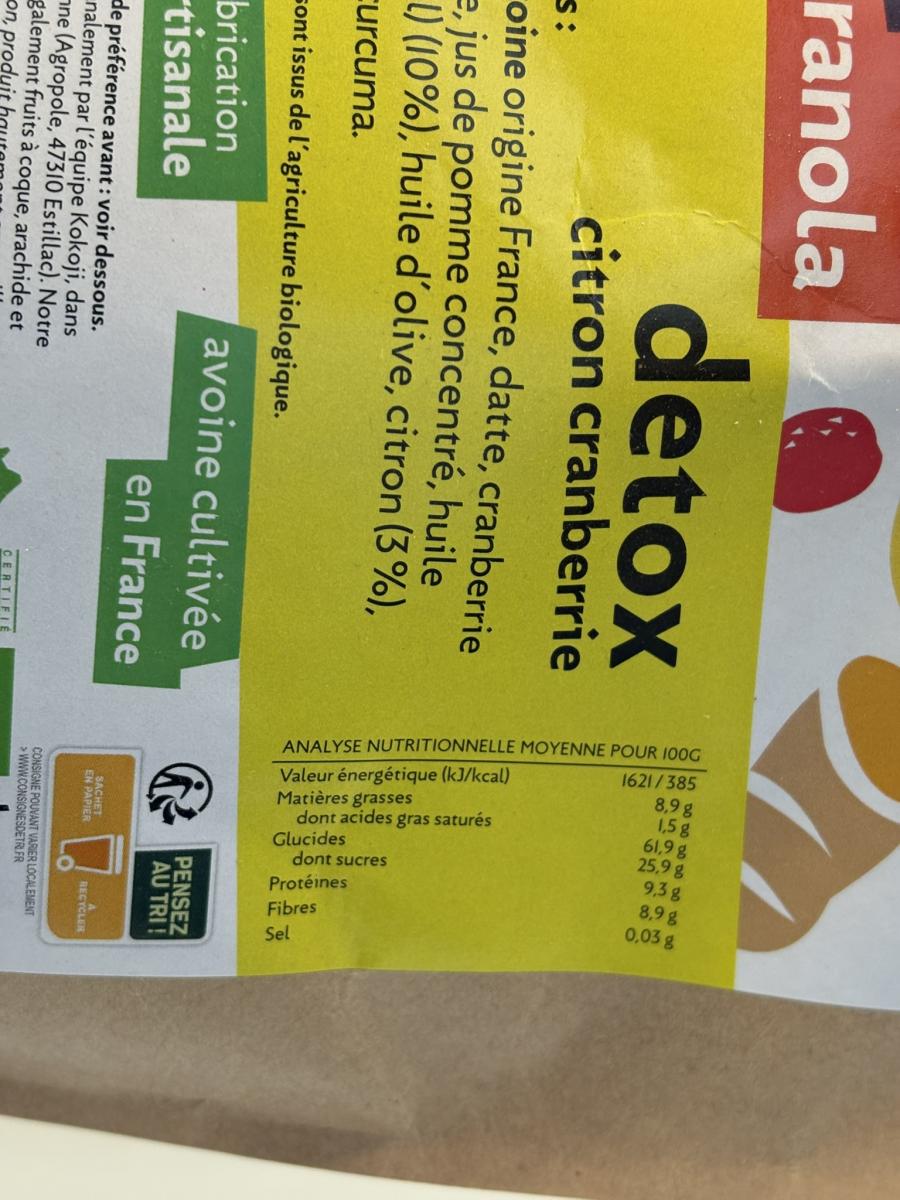 ranola
detox
citron cranberrie
s :
oine origine France, datte, cranberrie
e, jus de pomme concentré, huile
l) (10%), huile d'olive, citron (3%),
curcuma.
sont issus de l'agriculture biologique.
brication
rtisanale
avoine cultivée
en France
de préférence avant : voir dessous.
nalement par l'équipe Kokoji, dans
nne (Agropole, 47310 Estillac). Notre
galement fruits à coque, arachide et
on, produit
CERTIFIÉ
ANALYSE NUTRITIONNELLE MOYENNE POUR 100G
Valeur énergétique (kJ/kcal) 1621 / 385
Matières grasses 8,9 g
dont acides gras saturés 1,5 g
Glucides 61,9 g
dont sucres 25,9 g
Protéines 9,3 g
Fibres 8,9 g
Sel 0,03 g
PENSEZ
AU TRI !
SACHET
EN PAPIER
À
RECYCLER
CONSIGNE POUVANT VARIER LOCALEMENT
> WWW.CONSIGNESDETRI.FR